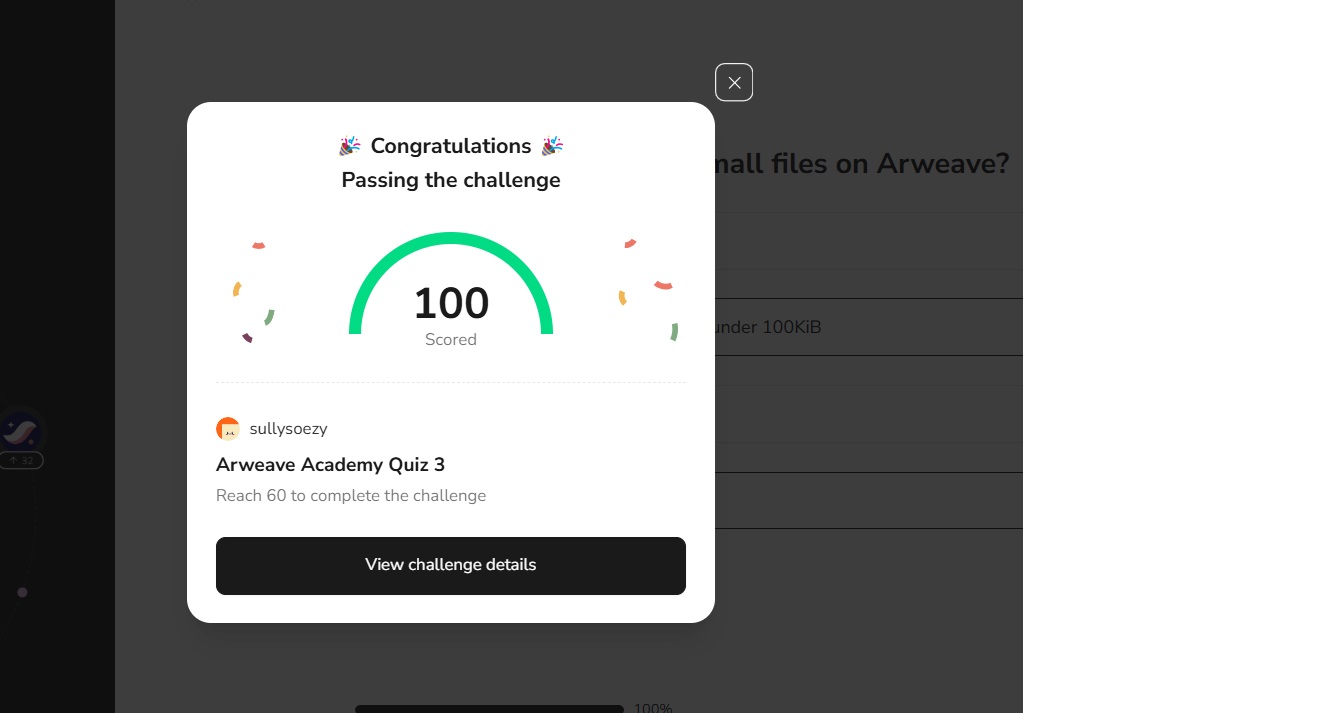 Congratulations
Passing the challenge
mall files on Arweave?
100
Scored
under 100KiB
sullysoezy
32
Arweave Academy Quiz 3
Reach 60 to complete the challenge
View challenge details
100%